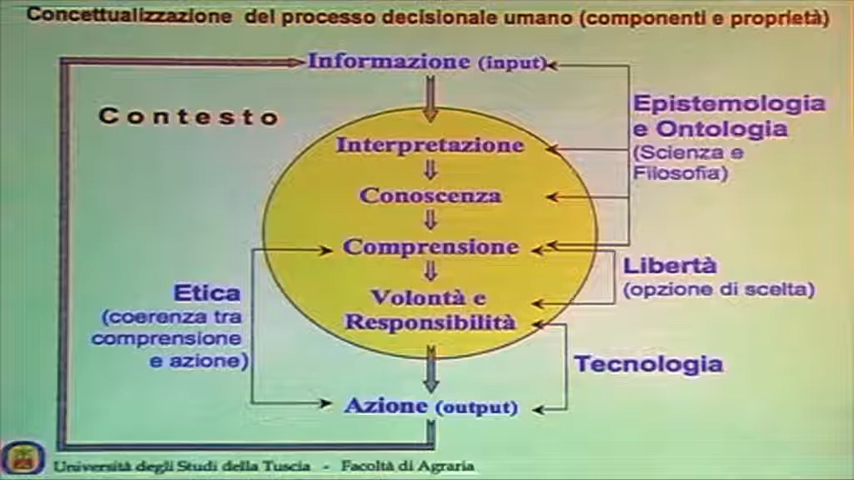 Concettualizzazione del processo decisionale umano (componenti e proprietà)
Informazione (input)
Contesto
Epistemologia
e Ontologia
(Scienza e
Filosofia)
Interpretazione
Conoscenza
Comprensione
Libertà
(opzione di scelta)
Etica
(coerenza tra
comprensione
e azione)
Volontà e
Responsibilità
Tecnologia
Azione (output)
Università degli Studi della Tuscia - Facoltà di Agraria